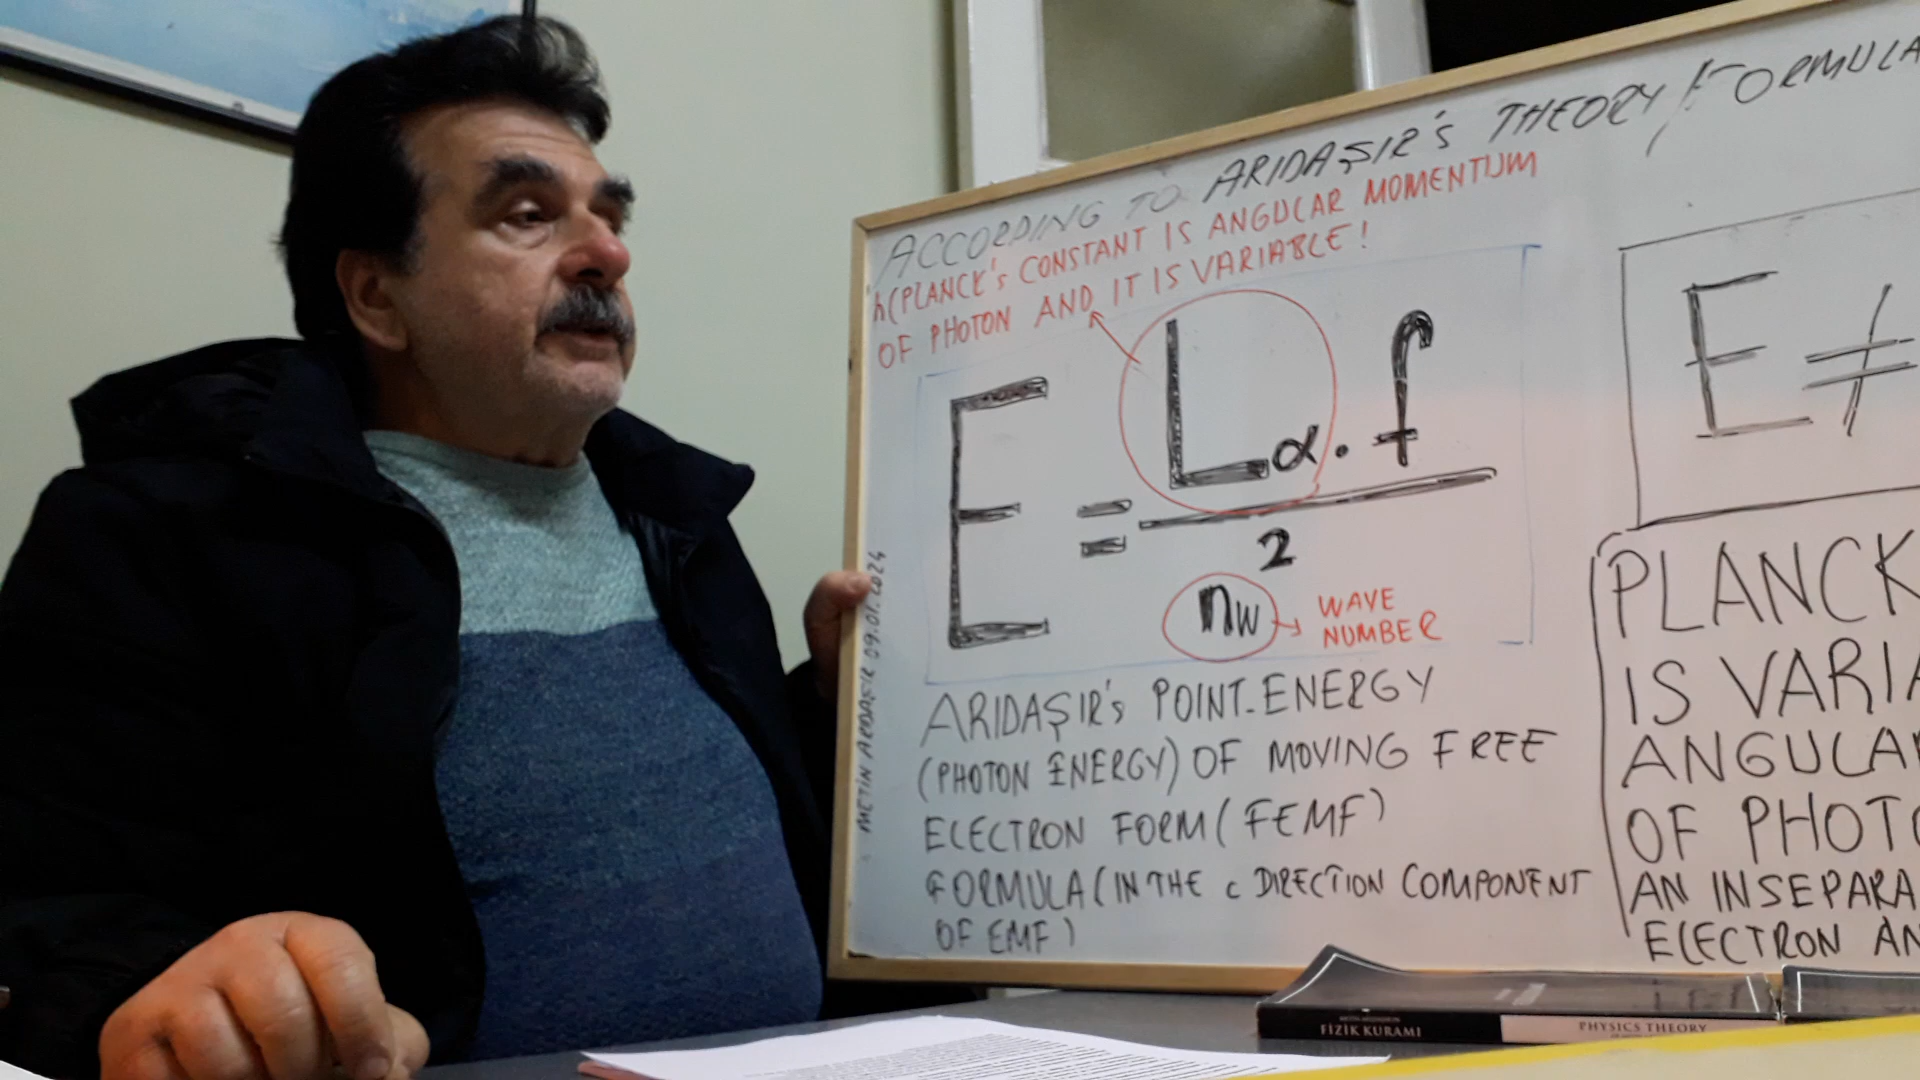 ACCORDING TO ARIDAŞIR'S THEORY FORMULA
h(PLANCK'S CONSTANT IS ANGULAR MOMENTUM
OF PHOTON AND IT IS VARIABLE!
E = Lα.f
2
nw → WAVE
NUMBER
ARIDAŞIR'S POINT-ENERGY
(PHOTON ENERGY) OF MOVING FREE
ELECTRON FORM (FEMF)
FORMULA (IN THE c DIRECTION COMPONENT
OF EMF)
METİN ARIDAŞIR 09.01.2024
E ≠
PLANCK
IS VARIA
ANGULA
OF PHOTO
AN INSEPARA
ELECTRON AN
FİZİK KURAMI
PHYSICS THEORY